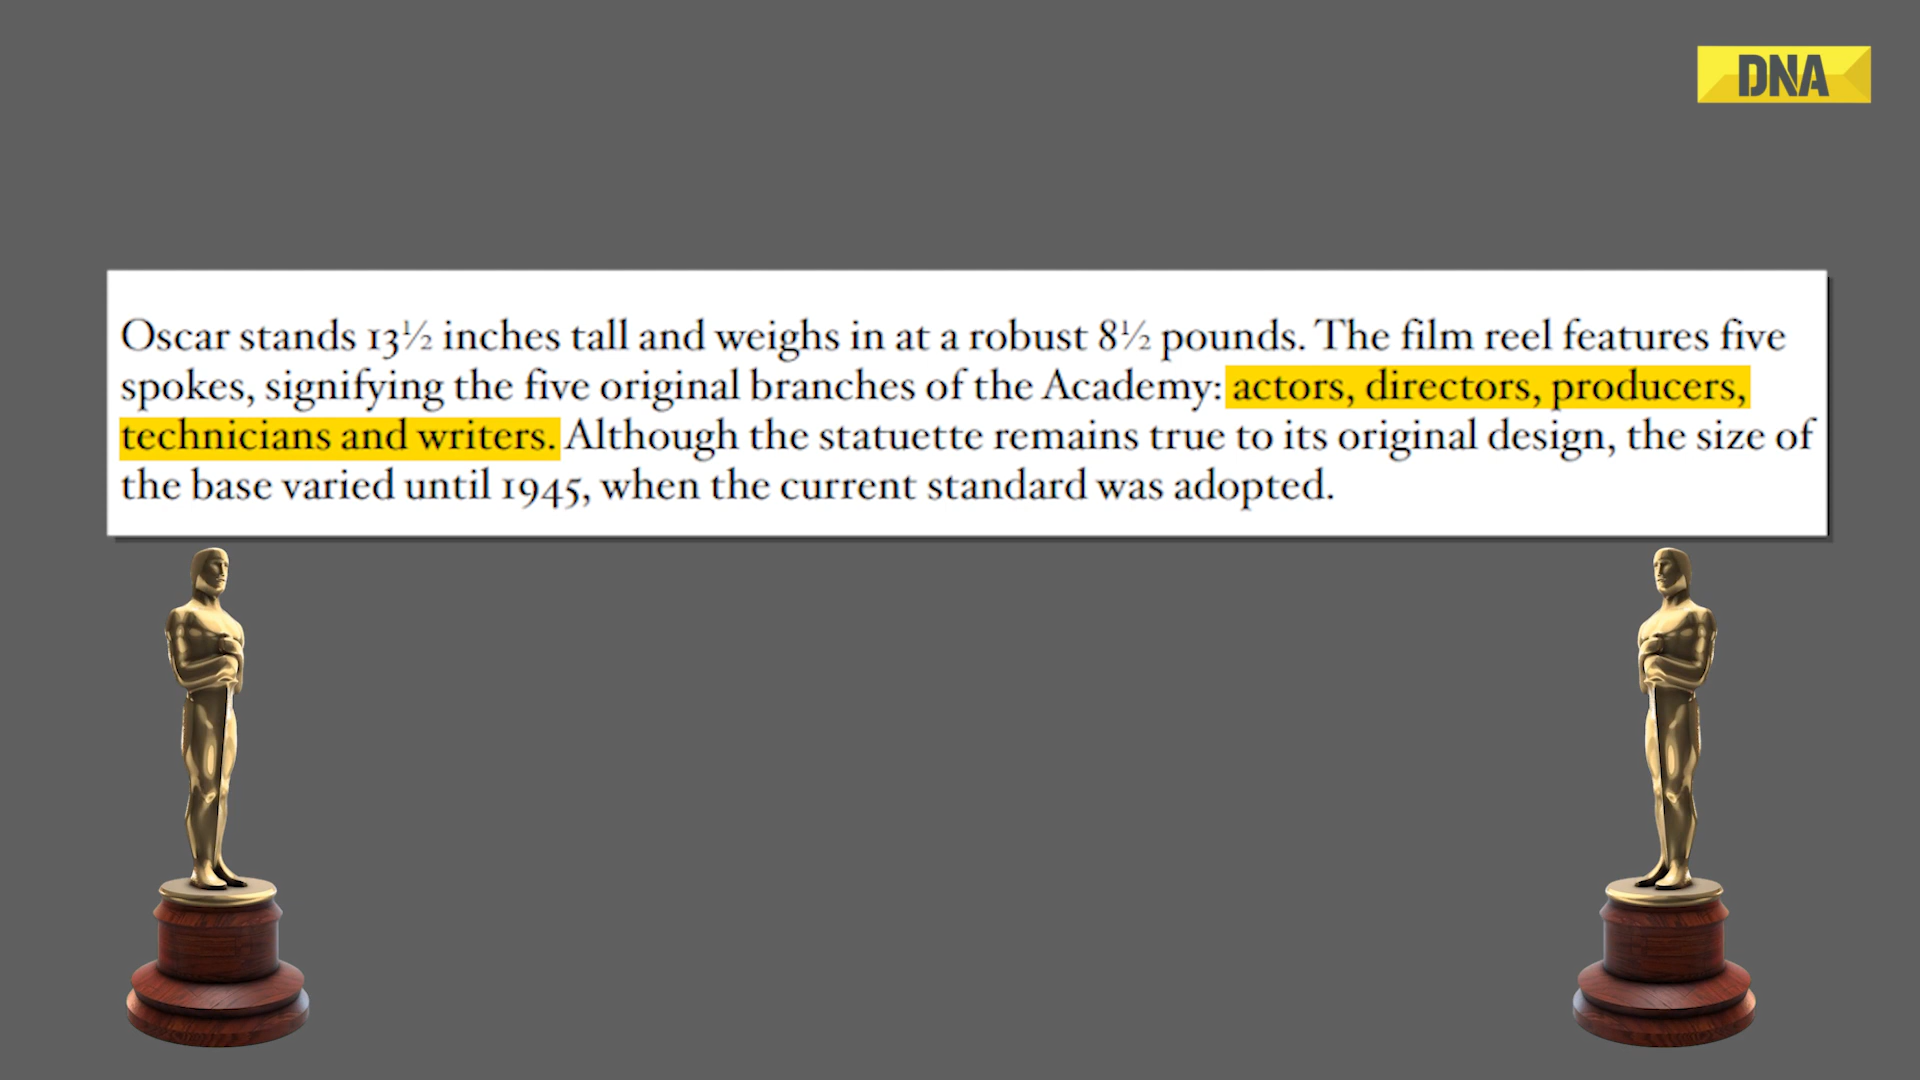 DNA
Oscar stands 13½ inches tall and weighs in at a robust 8½ pounds. The film reel features five
spokes, signifying the five original branches of the Academy: actors, directors, producers,
technicians and writers. Although the statuette remains true to its original design, the size of
the base varied until 1945, when the current standard was adopted.